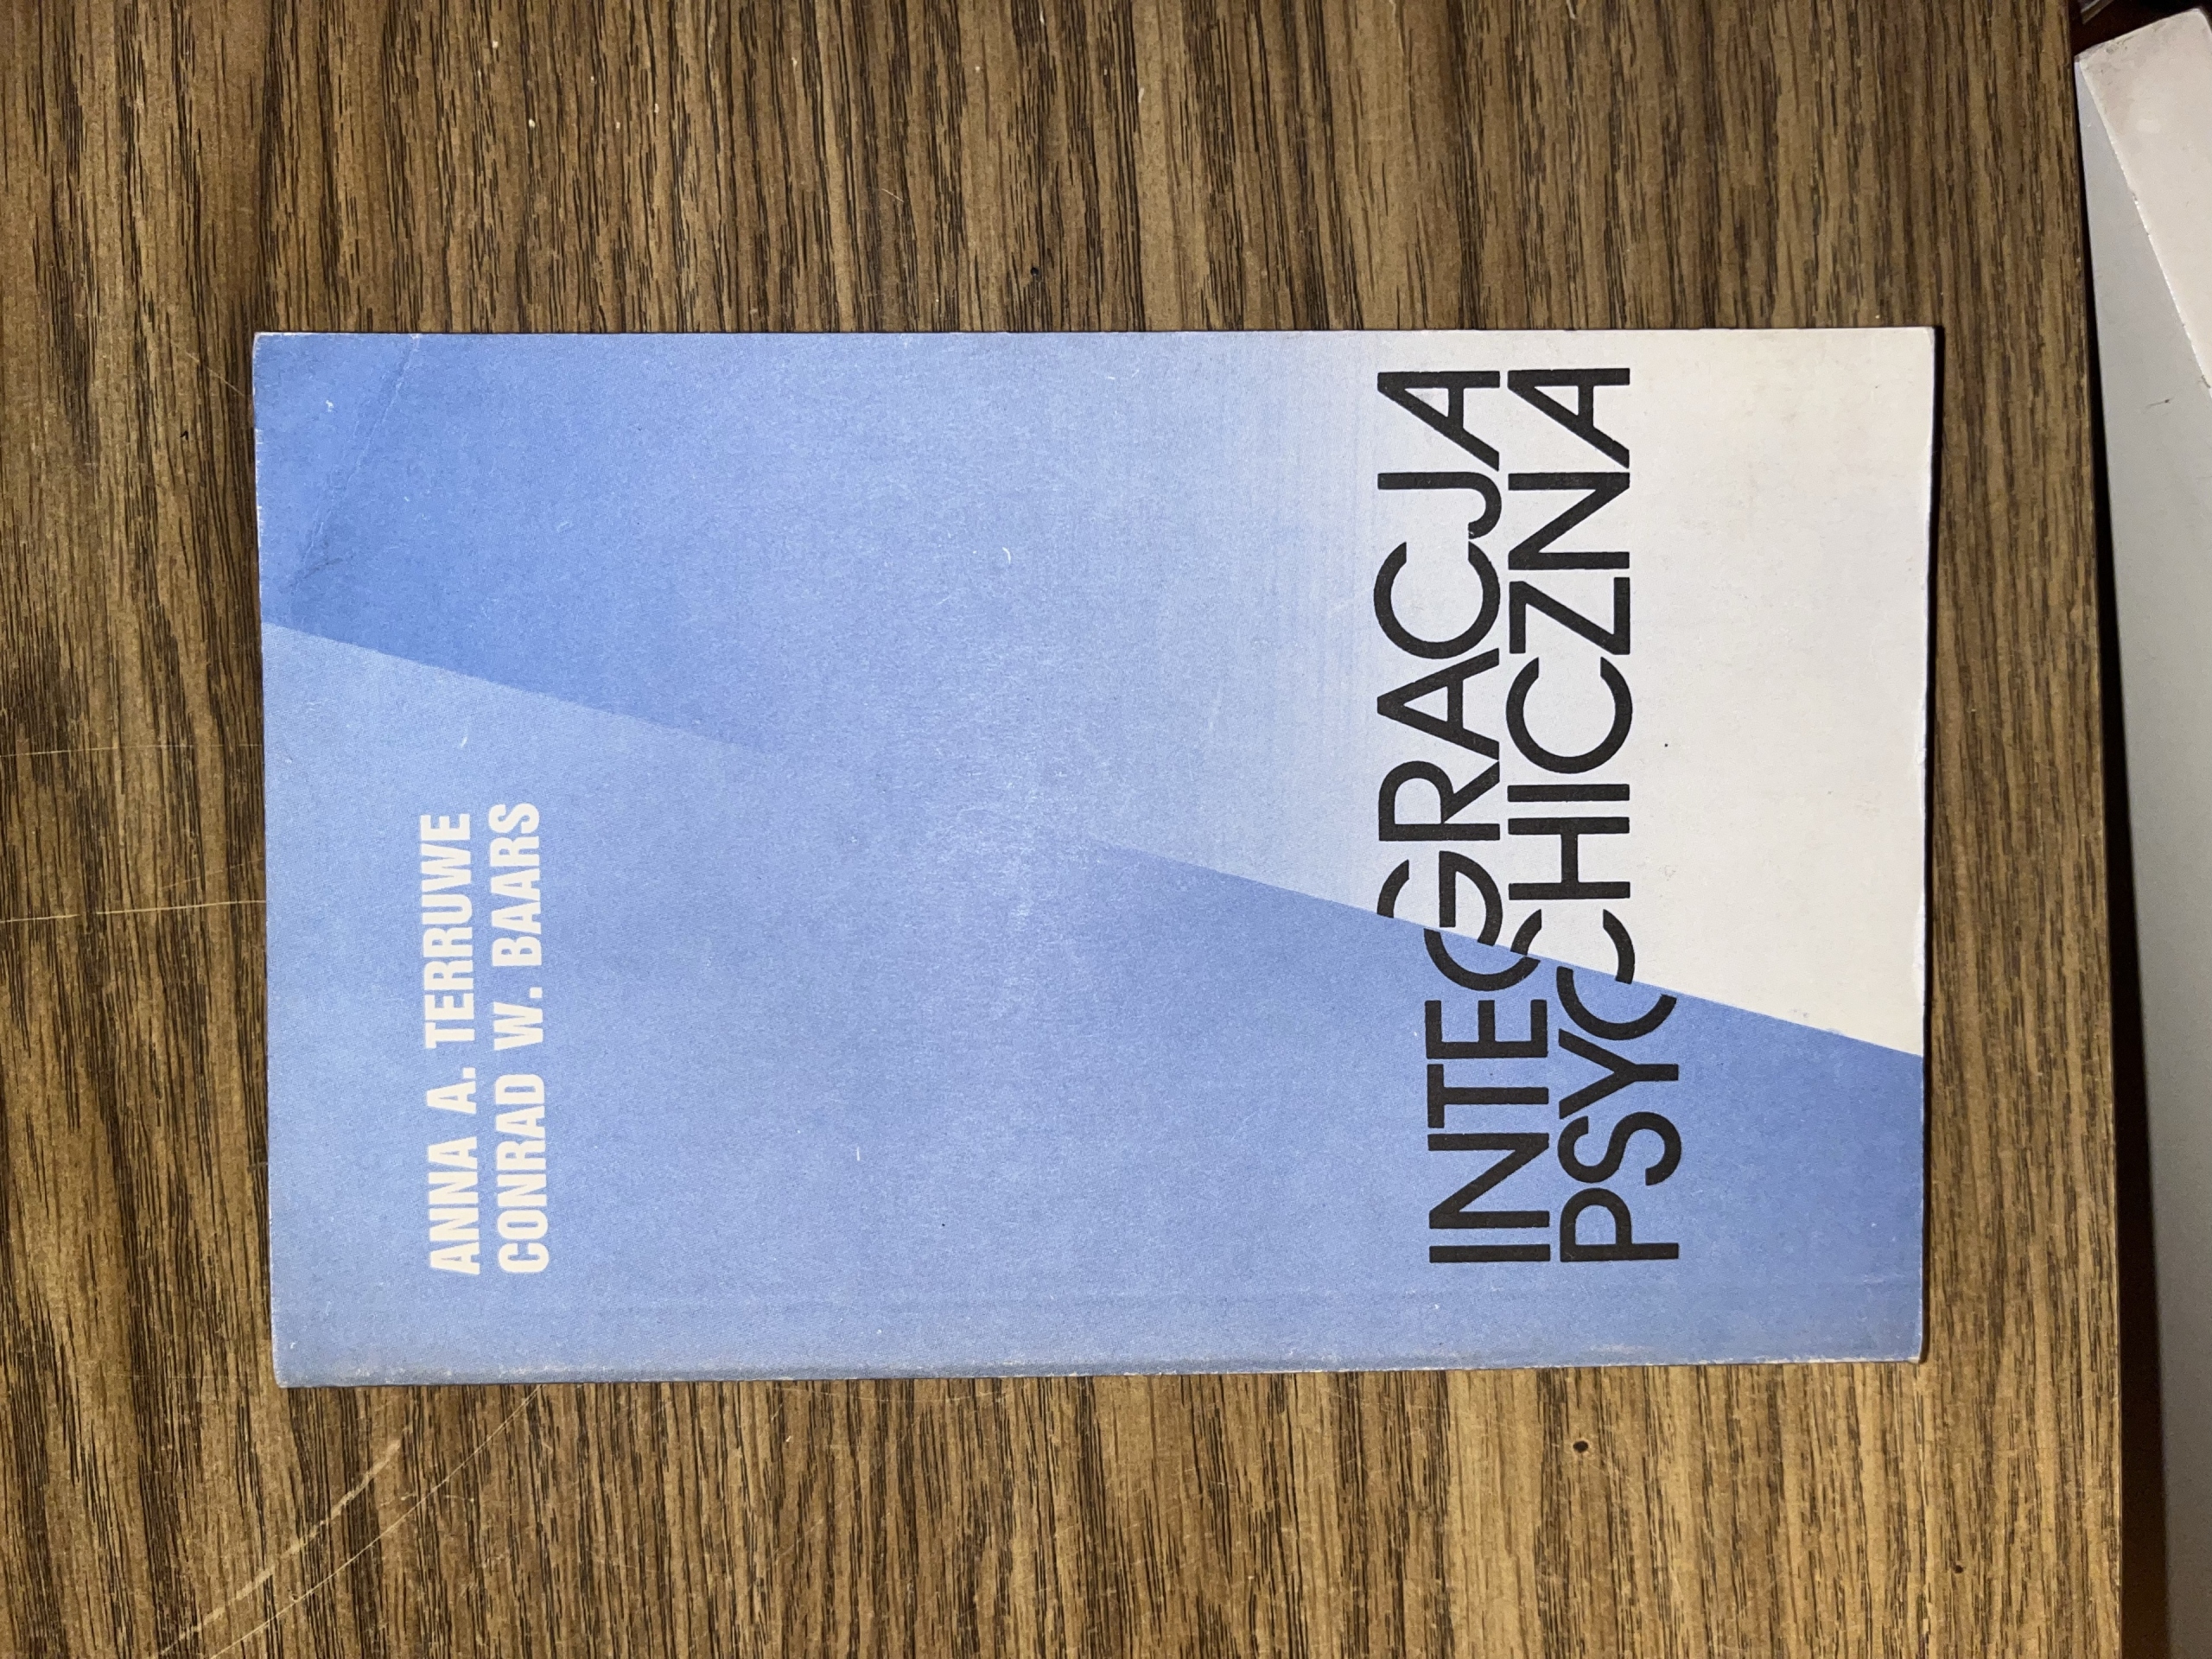 ANNA A. TERRUWE
CONRAD W. BAARS
INTEGRACJA
PSYCHICZNA